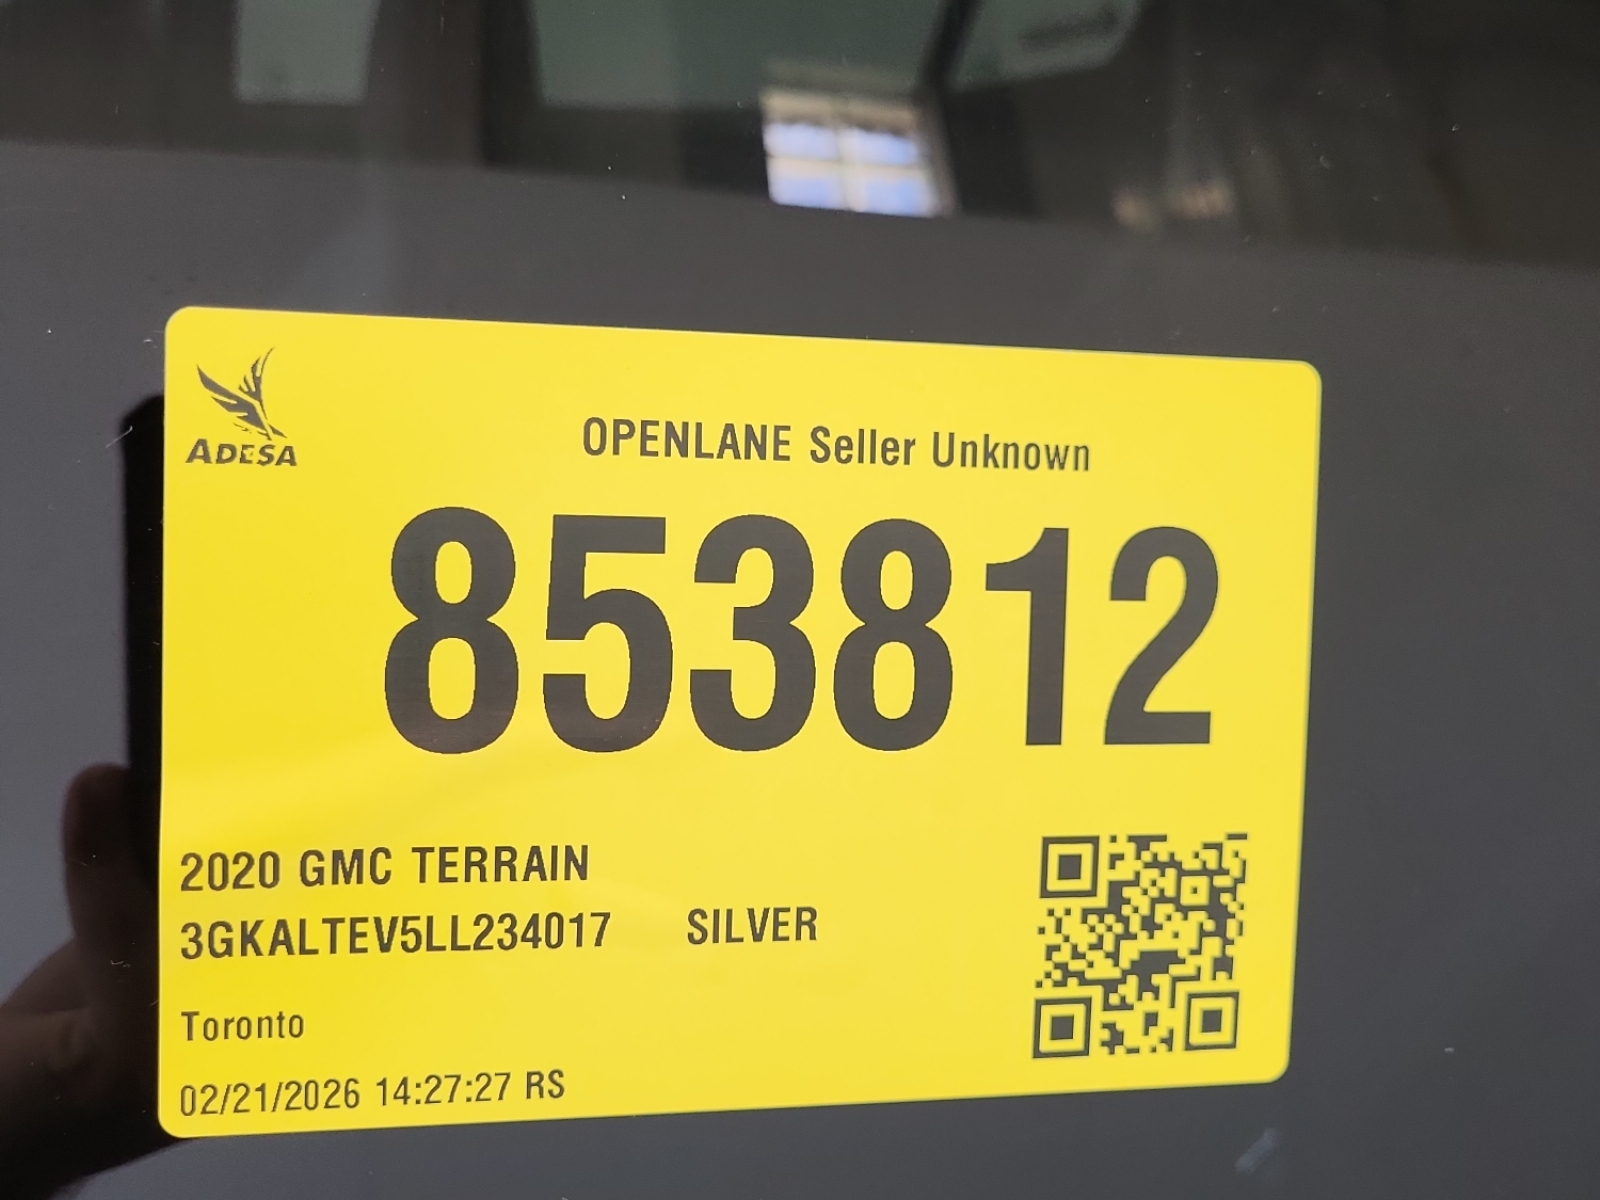 ADESA
OPENLANE Seller Unknown
853812
2020 GMC TERRAIN
3GKALTEV5LL234017 SILVER
Toronto
02/21/2026 14:27:27 RS